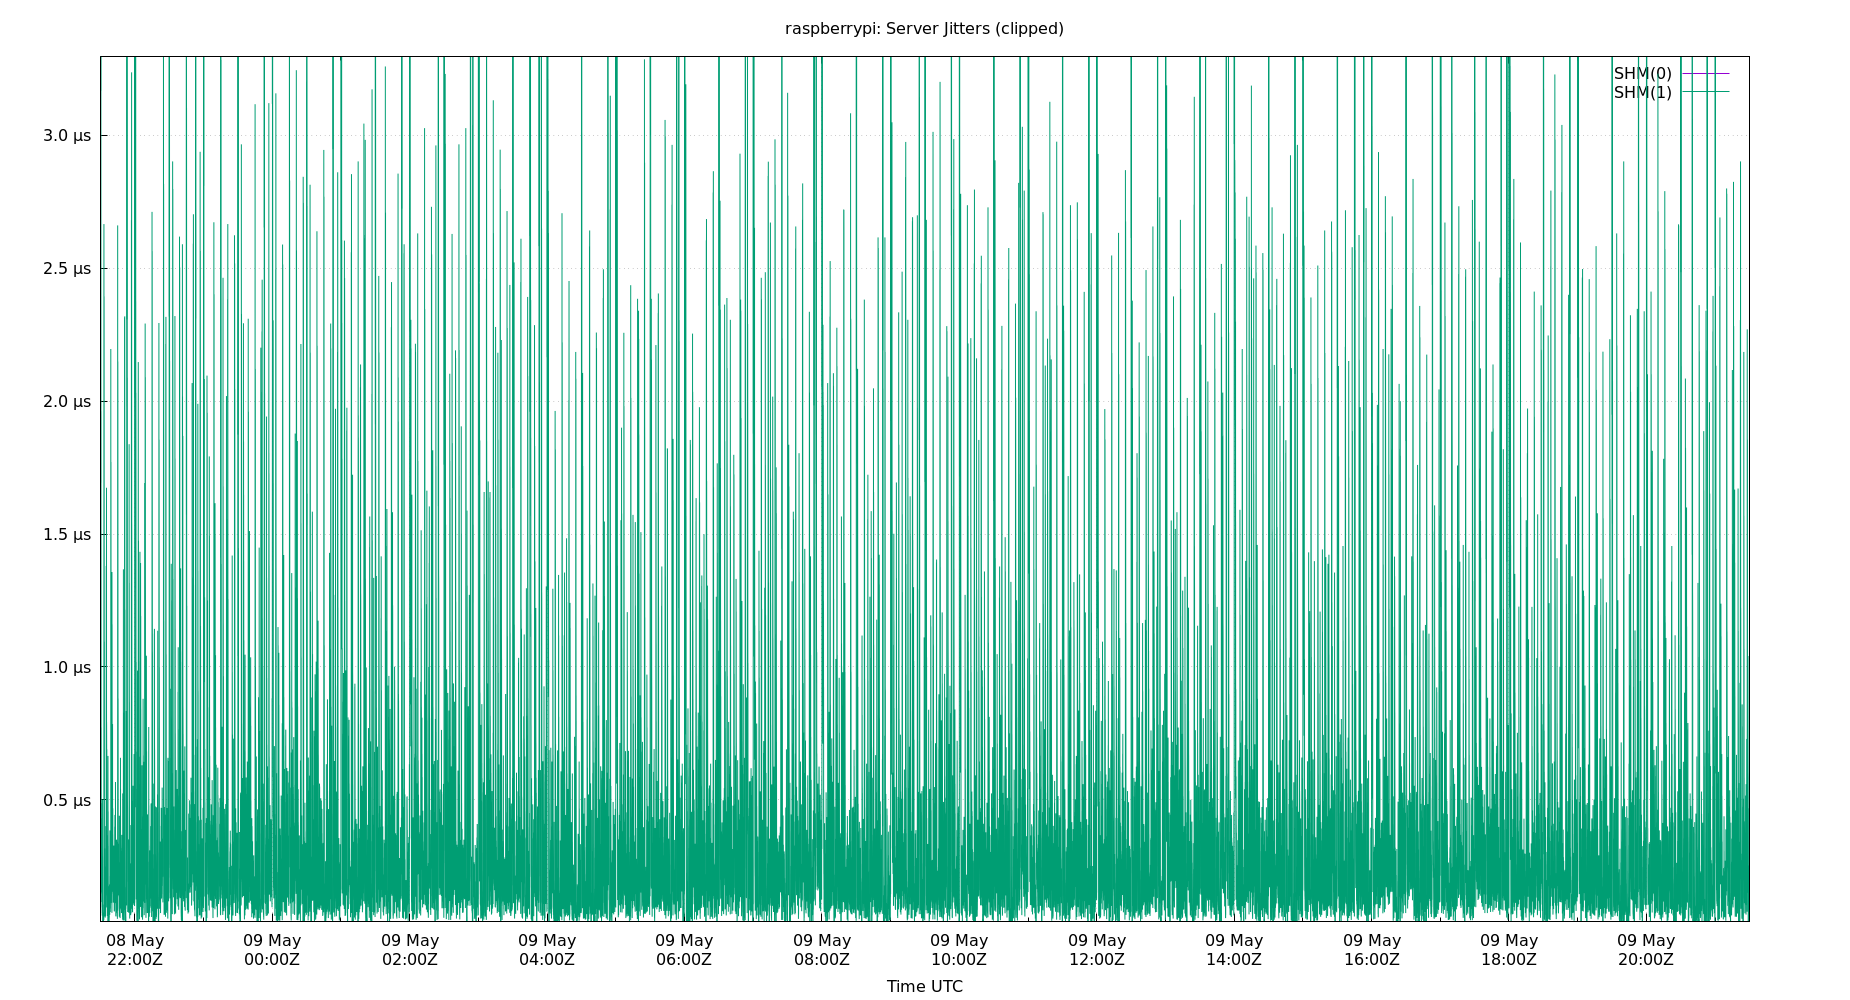 raspberrypi: Server Jitters (clipped)
SHM(0)
SHM(1)
3.0 μs
2.5 μs
2.0 μs
1.5 μs
1.0 μs
0.5 μs
08 May 09 May 09 May 09 May 09 May 09 May 09 May 09 May 09 May 09 May 09 May 09 May
22:00Z 00:00Z 02:00Z 04:00Z 06:00Z 08:00Z 10:00Z 12:00Z 14:00Z 16:00Z 18:00Z 20:00Z
Time UTC